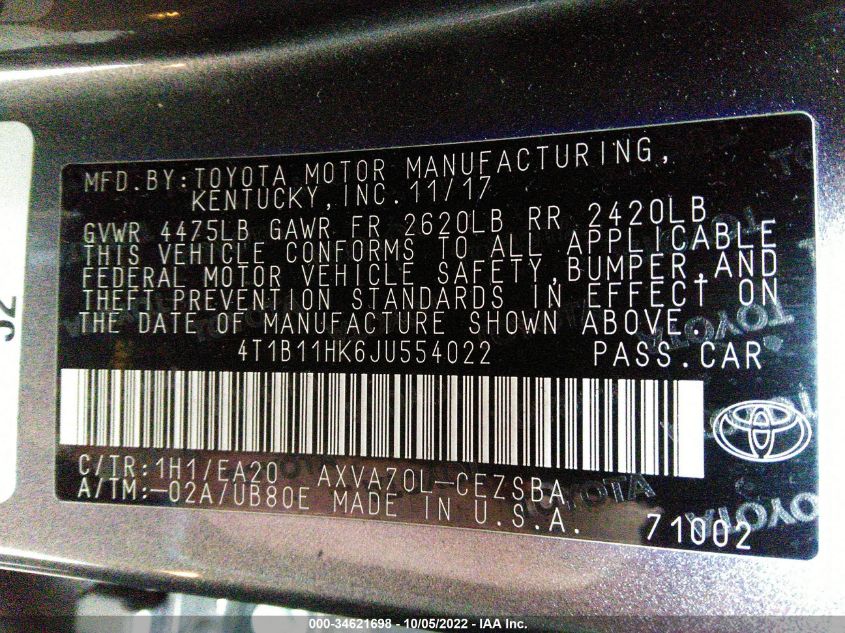 MFD.BY:TOYOTA MOTOR MANUFACTURING,
KENTUCKY,INC.11/17
GVWR 4475LB GAWR FR 2620LB RR 2420LB
THIS VEHICLE CONFORMS TO ALL APPLICABLE
FEDERAL MOTOR VEHICLE SAFETY,BUMPER,AND
THEFT PREVENTION STANDARDS IN EFFECT ON
THE DATE OF MANUFACTURE SHOWN ABOVE.
4T1B11HK6JU554022 PASS.CAR
C/TR:1H1/EA20 AXVA70L-CEZSBA
A/TM:-02A/UB80E MADE IN U.S.A.
71002
TOYOTA
000-34621698 - 10/05/2022 - IAA Inc.